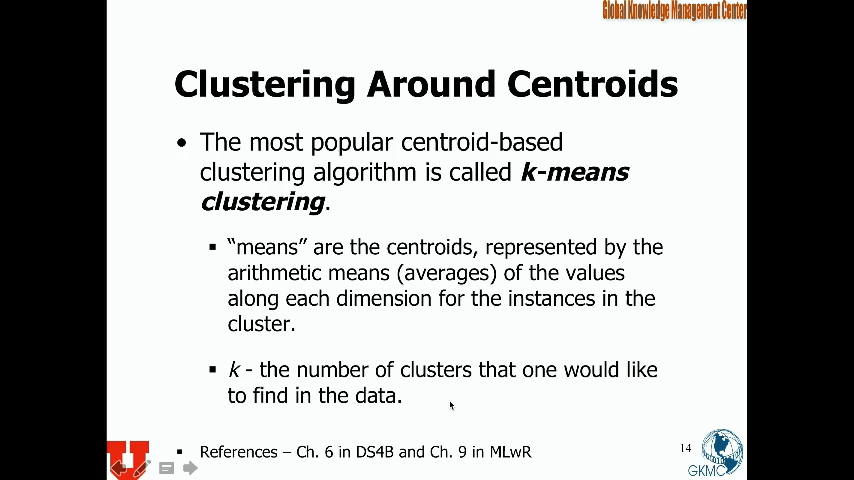 Global Knowledge Management Center
Clustering Around Centroids
• The most popular centroid-based
clustering algorithm is called k-means
clustering.
▪ “means” are the centroids, represented by the
arithmetic means (averages) of the values
along each dimension for the instances in the
cluster.
▪ k - the number of clusters that one would like
to find in the data.
▪ References – Ch. 6 in DS4B and Ch. 9 in MLwR
14
U
GKMC